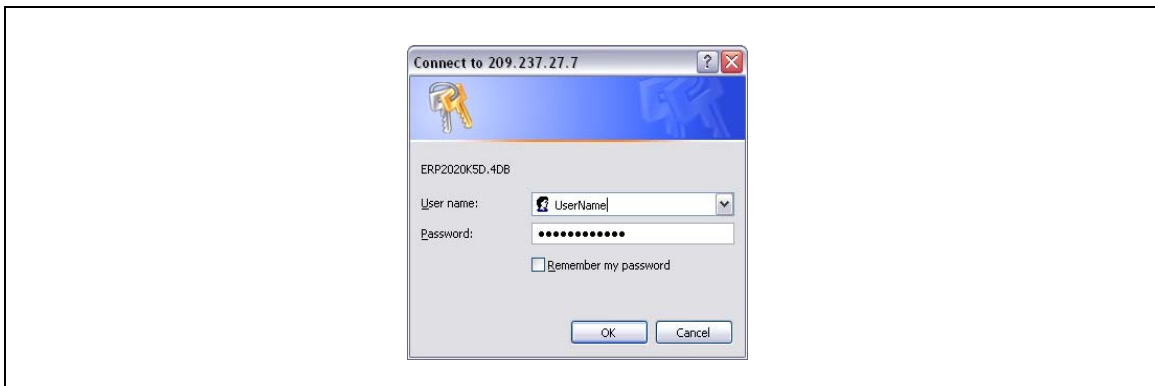 Connect to 209.237.27.7
ERP2020K5D.4DB
User name: UserName
Password: ••••••••••••
Remember my password
OK Cancel